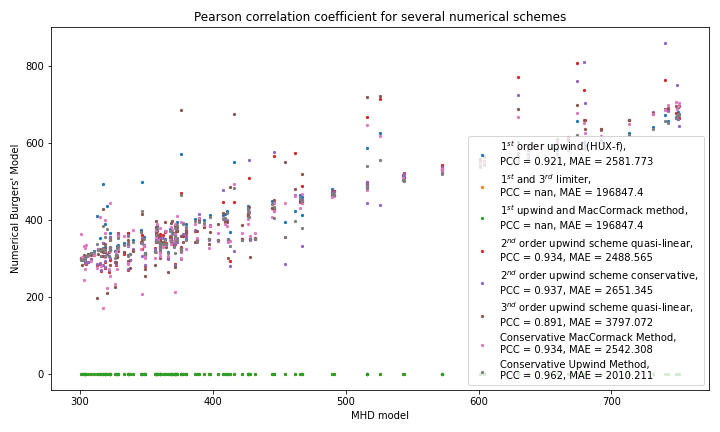 Pearson correlation coefficient for several numerical schemes
Numerical Burgers' Model
800
600
400
200
0
300
400
500
600
700
MHD model
1st order upwind (HUX-f),
PCC = 0.921, MAE = 2581.773
1st and 3rd limiter,
PCC = nan, MAE = 196847.4
1st upwind and MacCormack method,
PCC = nan, MAE = 196847.4
2nd order upwind scheme quasi-linear,
PCC = 0.934, MAE = 2488.565
2nd order upwind scheme conservative,
PCC = 0.937, MAE = 2651.345
3rd order upwind scheme quasi-linear,
PCC = 0.891, MAE = 3797.072
Conservative MacCormack Method,
PCC = 0.934, MAE = 2542.308
Conservative Upwind Method,
PCC = 0.962, MAE = 2010.211